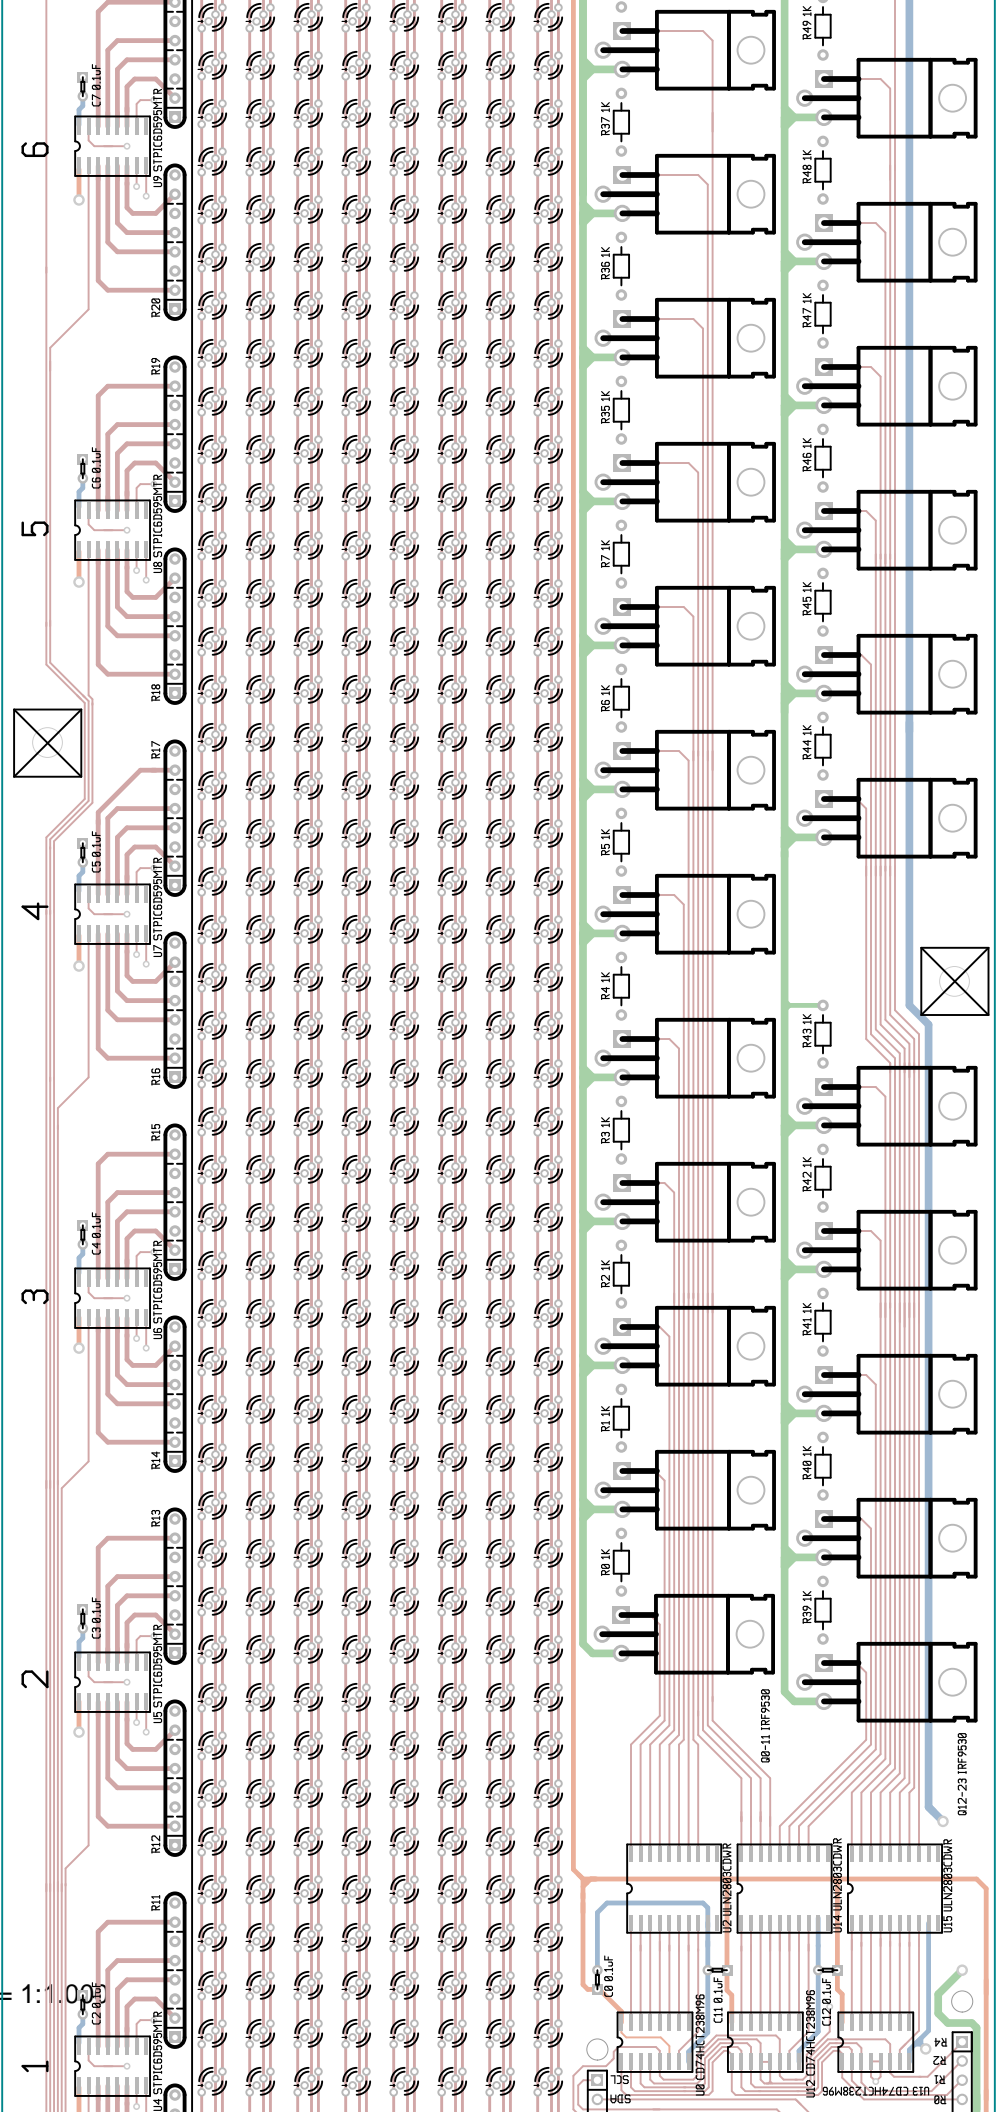 R49 1K
C7 0.1uF
R37 1K
6
U9 STPIC6D595MTR
R48 1K
R36 1K
R20
R47 1K
R19
R35 1K
R46 1K
C6 0.1uF
5
U8 STPIC6D595MTR
R7 1K
R45 1K
R18
R6 1K
R17
R44 1K
C5 0.1uF
R5 1K
4
U7 STPIC6D595MTR
R4 1K
R43 1K
R16
R15
R3 1K
R42 1K
C4 0.1uF
3
U6 STPIC6D595MTR
R2 1K
R41 1K
R14
R1 1K
R40 1K
R13
R0 1K
C3 0.1uF
R39 1K
2
U5 STPIC6D595MTR
Q0-11 IRF9530
Q12-23 IRF9530
R12
R11
U2 ULN2803CDWR
U14 ULN2803CDWR
U15 ULN2803CDWR
= 1:1.00
C2 0.1uF
C0 0.1uF
C11 0.1uF
C12 0.1uF
1
U4 STPIC6D595MTR
U0 CD74HCT238M96
U12 CD74HCT238M96
U13 CD74HCT238M96
R4
R2
R1
R0
SCL
SDA